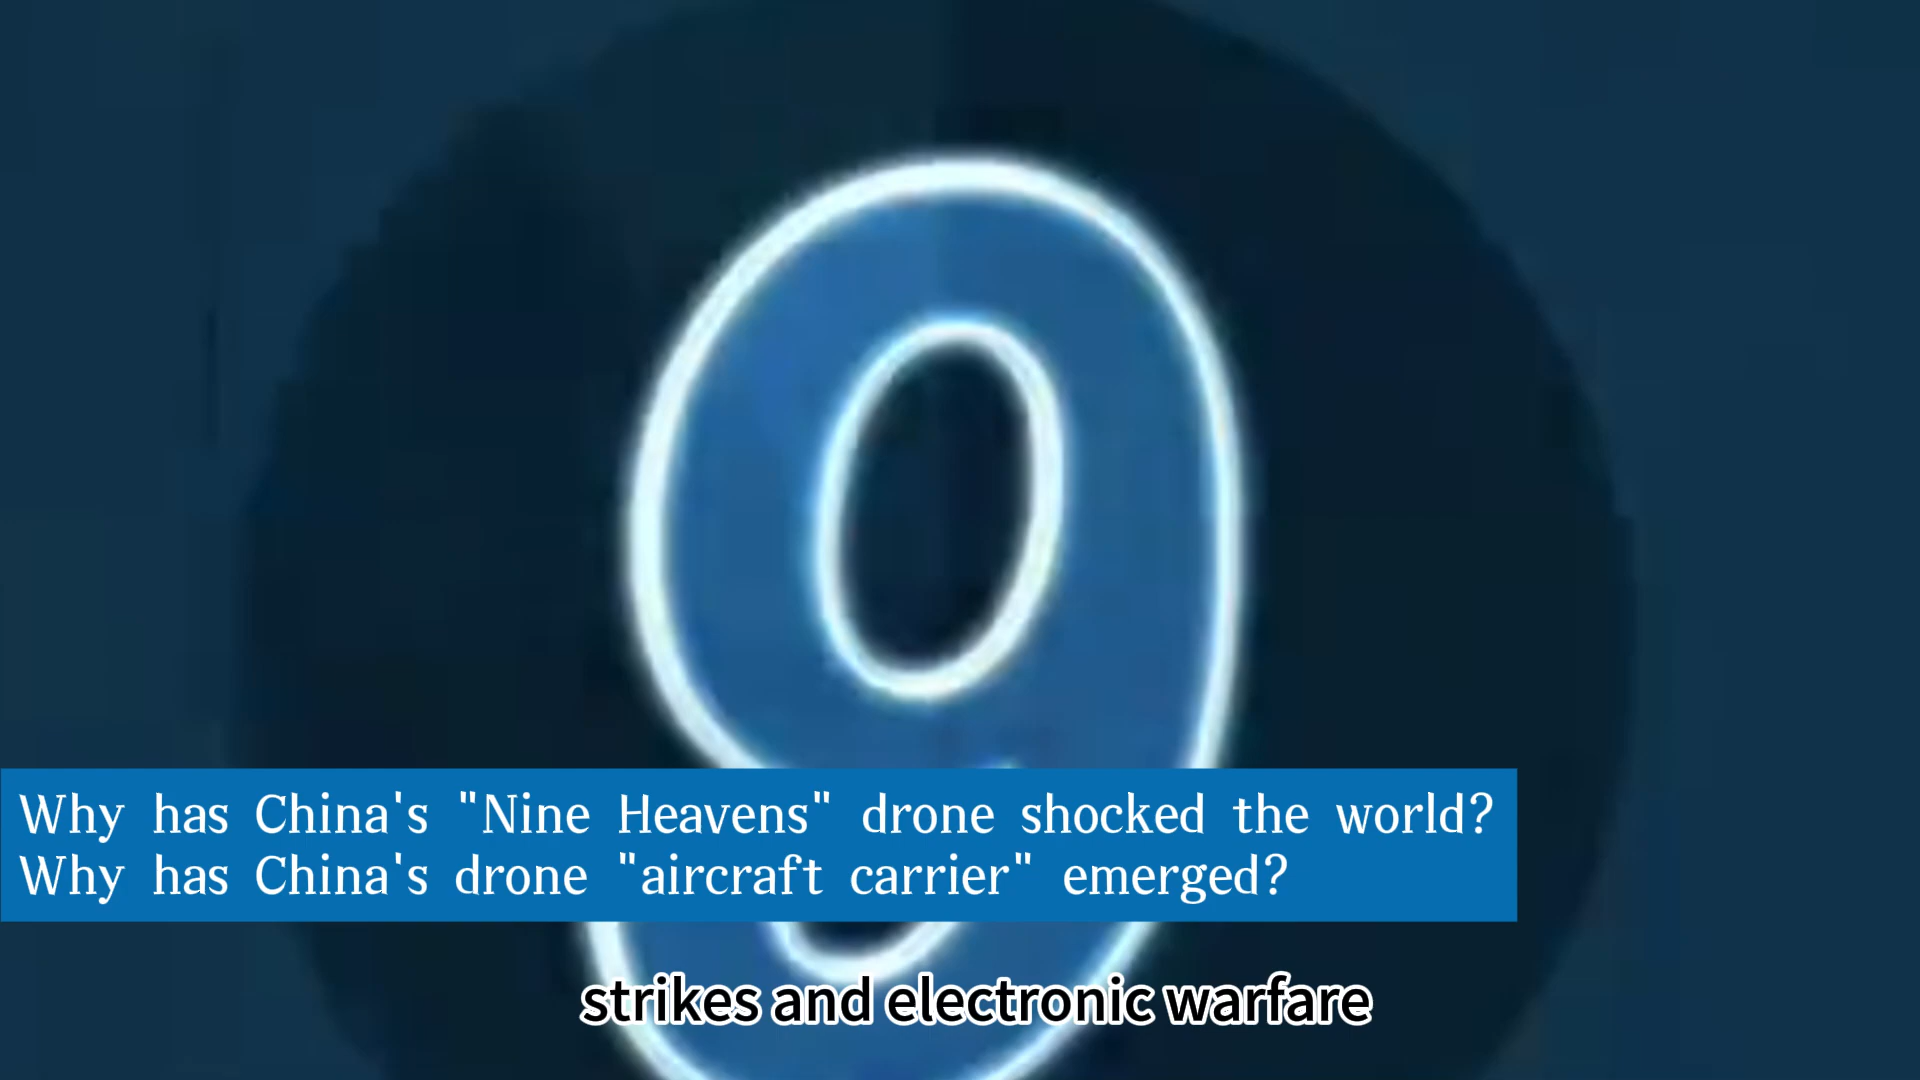 9
Why has China's "Nine Heavens" drone shocked the world?
Why has China's drone "aircraft carrier" emerged?
strikes and electronic warfare